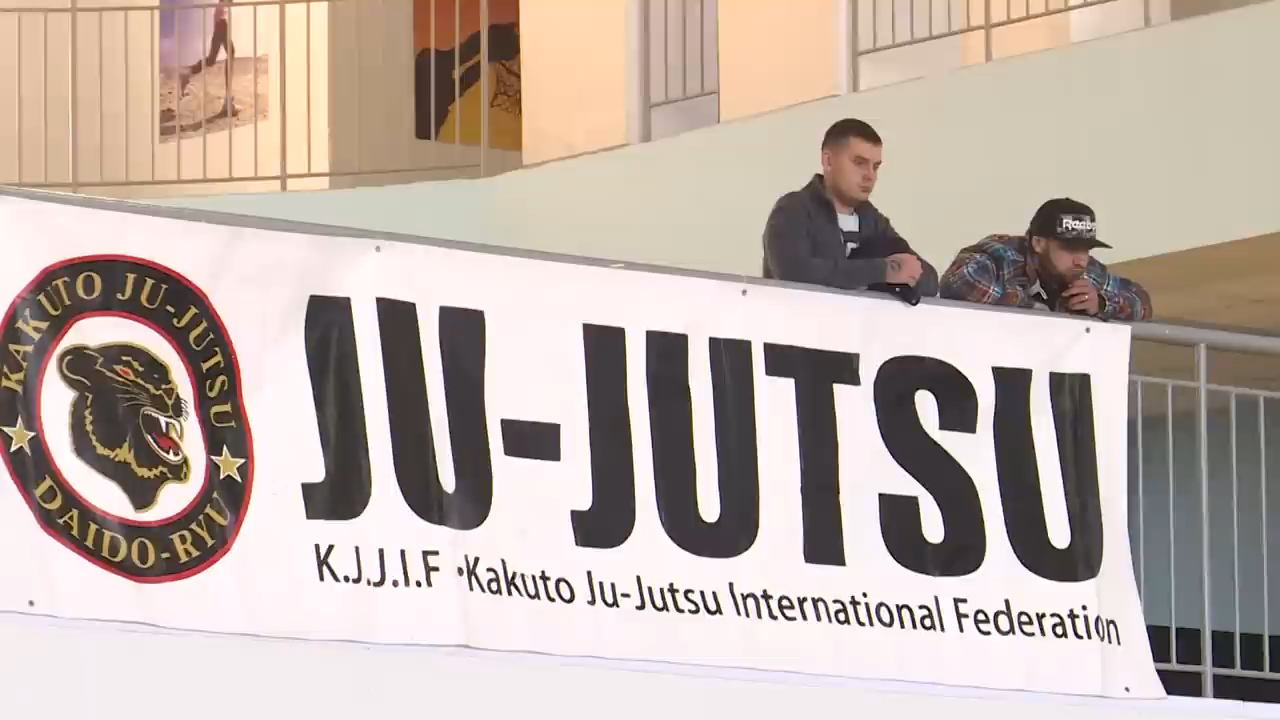 KAKUTO JU-JUTSU
DAIDO-RYU
JU-JUTSU
K.J.J.I.F •Kakuto Ju-Jutsu International Federation
Reebok